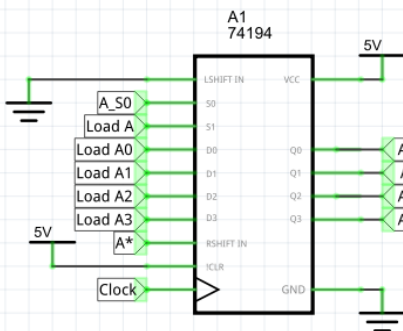 A1
74194
5V
LSHIFT IN
VCC
A_S0
S0
Load A
S1
Load A0
D0
Q0
Load A1
D1
Q1
Load A2
D2
Q2
Load A3
D3
Q3
5V
A*
RSHIFT IN
!CLR
Clock
GND